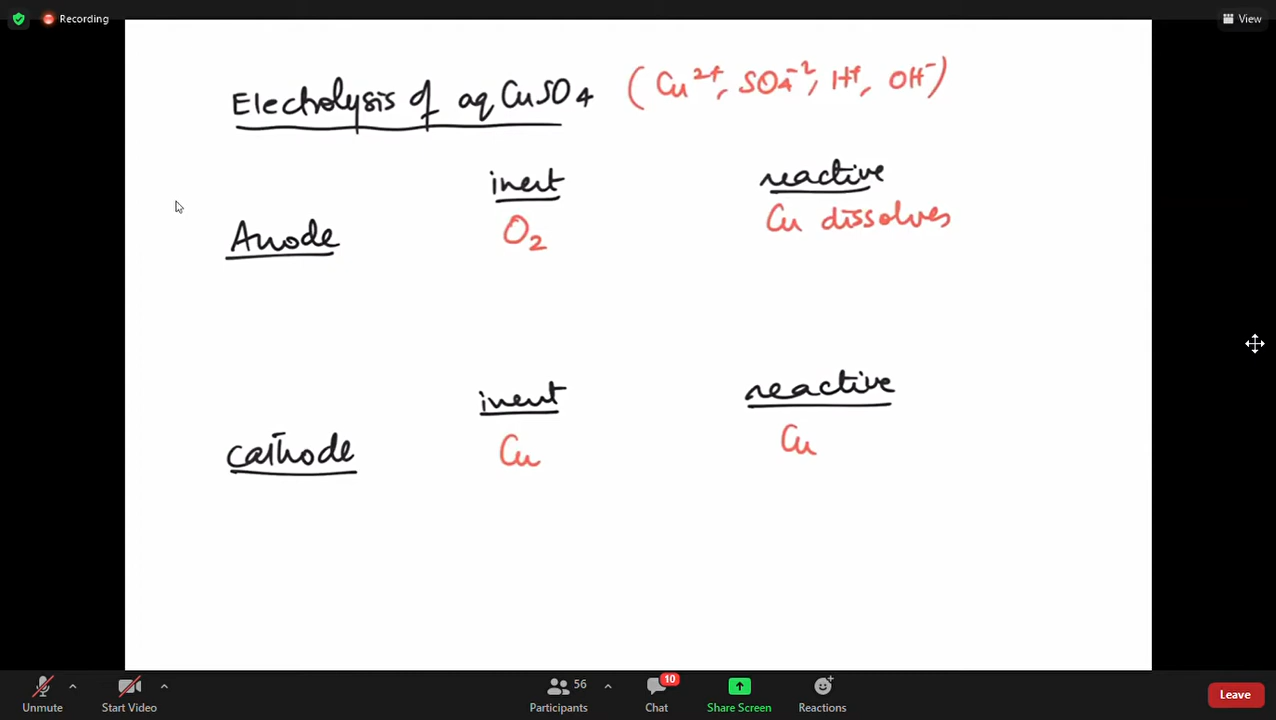 Recording
View
Electrolysis of aq CuSO4 (Cu²⁺, SO4⁻², H⁺, OH⁻)
inert reactive
Anode O2 Cu dissolves
inert reactive
Cathode Cu Cu
Unmute Start Video 56 Participants 10 Chat Share Screen Reactions Leave